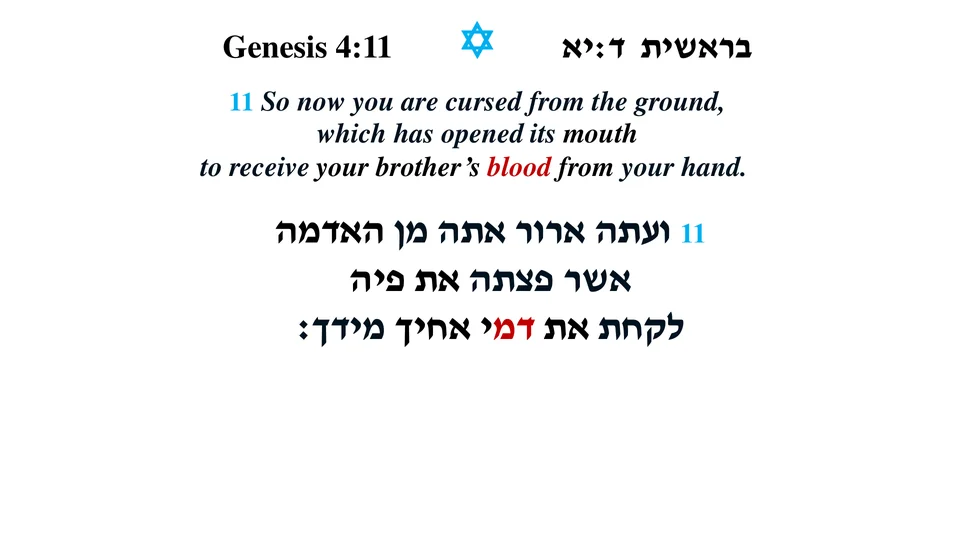 Genesis 4:11 בראשית ד:יא
11 So now you are cursed from the ground,
which has opened its mouth
to receive your brother’s blood from your hand.
11 ועתה ארור אתה מן האדמה
אשר פצתה את פיה
לקחת את דמי אחיך מידך: